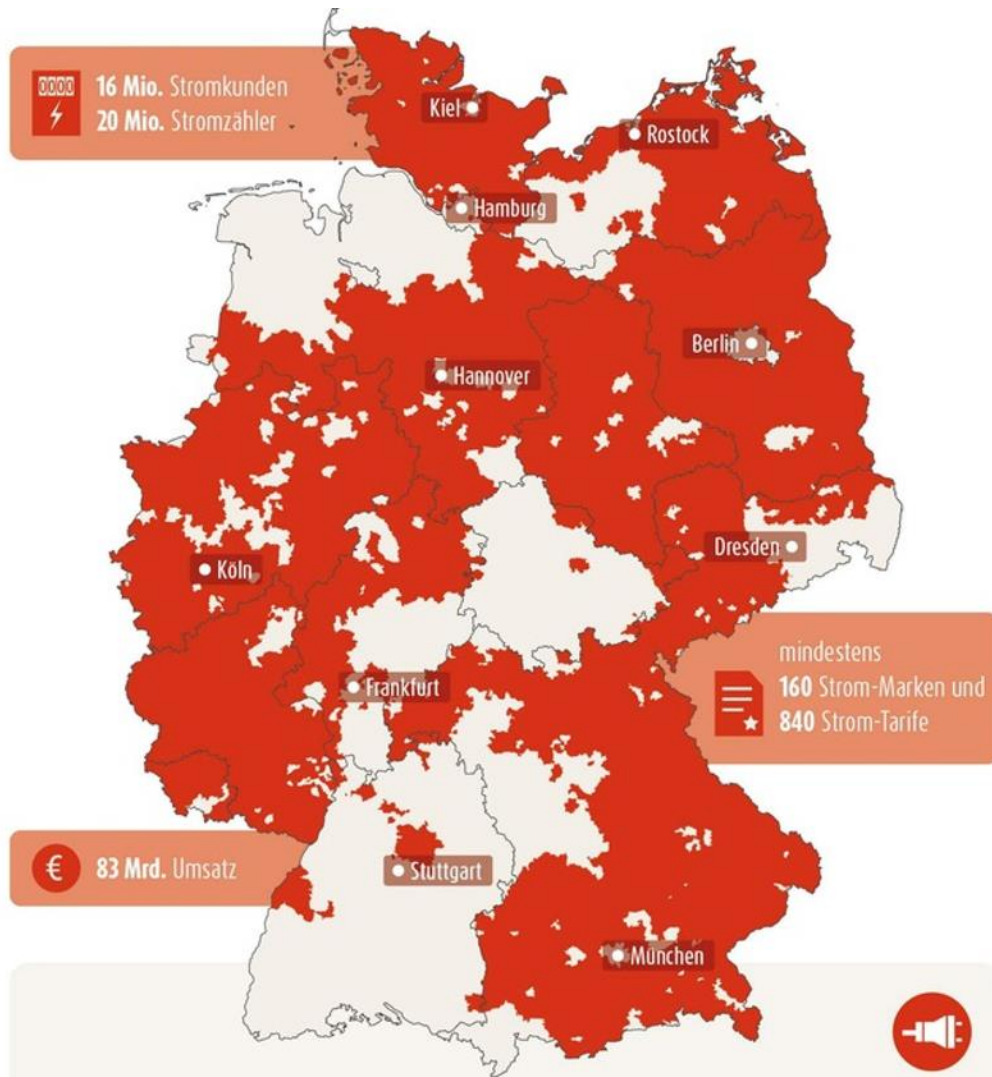 0000
16 Mio. Stromkunden
20 Mio. Stromzähler
Kiel
Rostock
Hamburg
Berlin
Hannover
Dresden
Köln
mindestens
160 Strom-Marken und
840 Strom-Tarife
Frankfurt
€ 83 Mrd. Umsatz
Stuttgart
München